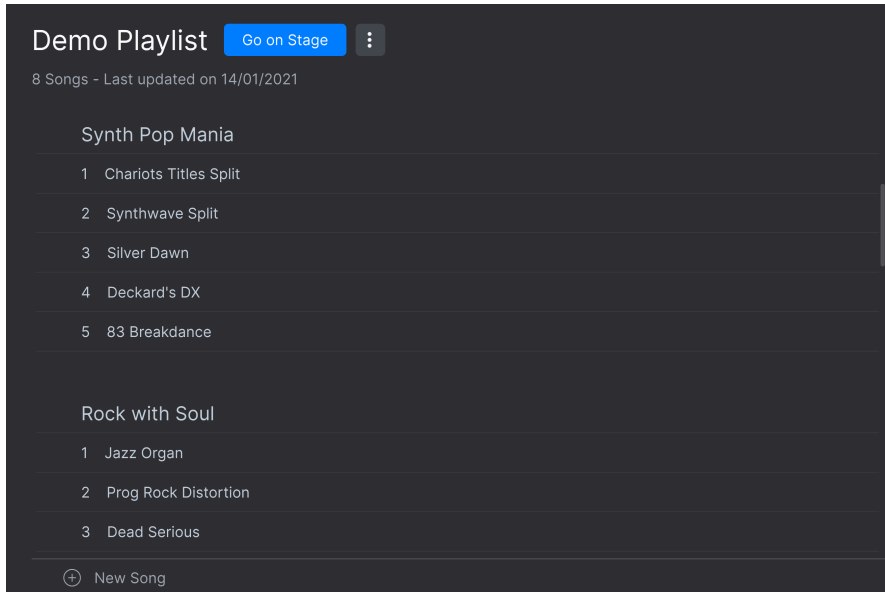 Demo Playlist Go on Stage
8 Songs - Last updated on 14/01/2021
Synth Pop Mania
1 Chariots Titles Split
2 Synthwave Split
3 Silver Dawn
4 Deckard's DX
5 83 Breakdance
Rock with Soul
1 Jazz Organ
2 Prog Rock Distortion
3 Dead Serious
New Song